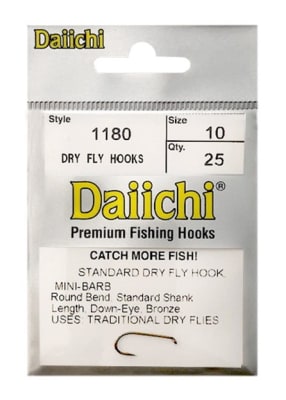 Daiichi
Style
1180
Size
10
DRY FLY HOOKS
Qty.
25
Daiichi®
Premium Fishing Hooks
CATCH MORE FISH!
STANDARD DRY FLY HOOK.
MINI-BARB
Round Bend, Standard Shank
Length, Down-Eye, Bronze
USES: TRADITIONAL DRY FLIES